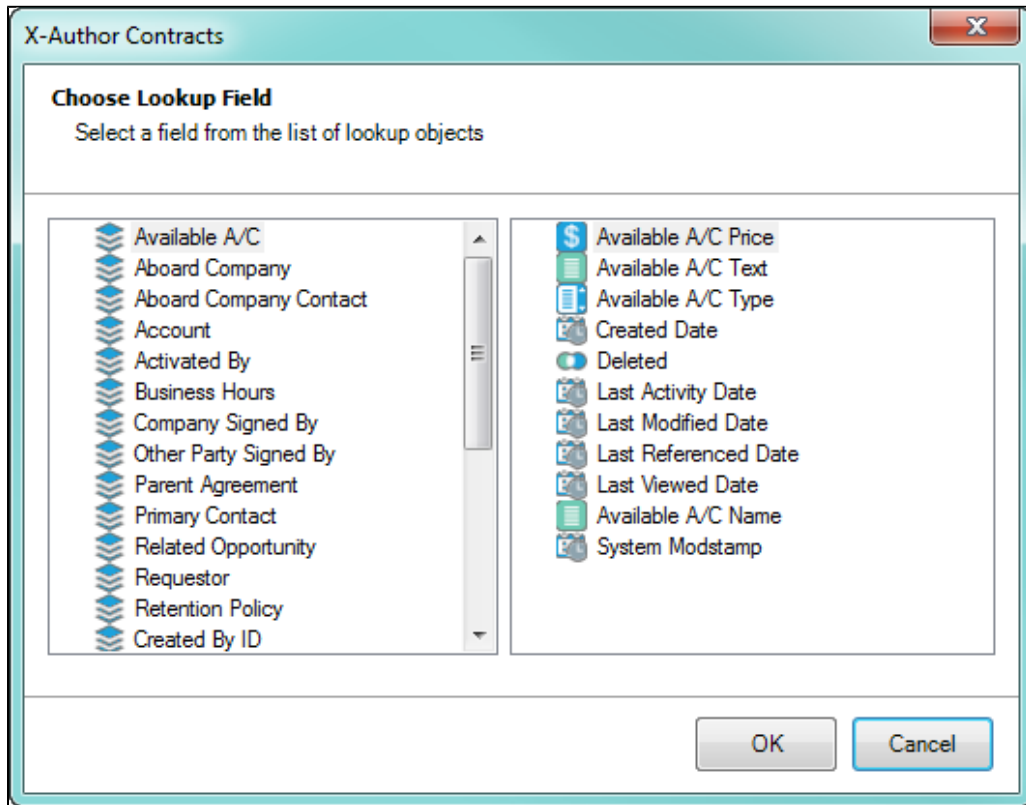 X-Author Contracts
Choose Lookup Field
Select a field from the list of lookup objects
Available A/C
Aboard Company
Aboard Company Contact
Account
Activated By
Business Hours
Company Signed By
Other Party Signed By
Parent Agreement
Primary Contact
Related Opportunity
Requestor
Retention Policy
Created By ID
Available A/C Price
Available A/C Text
Available A/C Type
Created Date
Deleted
Last Activity Date
Last Modified Date
Last Referenced Date
Last Viewed Date
Available A/C Name
System Modstamp
OK
Cancel